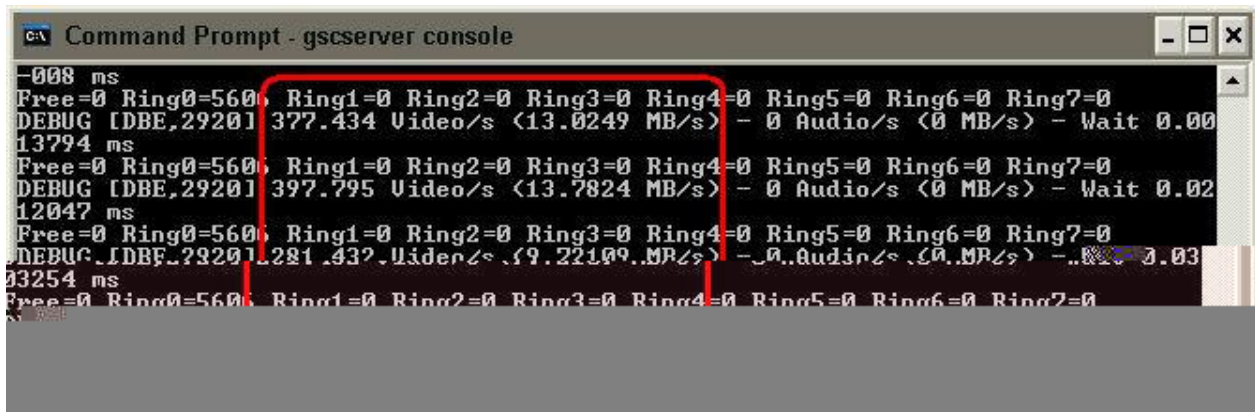 Command Prompt - gscserver console
-008 ms
Free=0 Ring0=5606 Ring1=0 Ring2=0 Ring3=0 Ring4=0 Ring5=0 Ring6=0 Ring7=0
DEBUG [DBE,2920] 377.434 Video/s (13.0249 MB/s) - 0 Audio/s (0 MB/s) - Wait 0.00
13794 ms
Free=0 Ring0=5606 Ring1=0 Ring2=0 Ring3=0 Ring4=0 Ring5=0 Ring6=0 Ring7=0
DEBUG [DBE,2920] 397.795 Video/s (13.7824 MB/s) - 0 Audio/s (0 MB/s) - Wait 0.02
12047 ms
Free=0 Ring0=5606 Ring1=0 Ring2=0 Ring3=0 Ring4=0 Ring5=0 Ring6=0 Ring7=0
DEBUG [DBE,2920] 281.432 Video/s (9.22109 MB/s) - 0 Audio/s (0 MB/s) - 0.03
03254 ms
Free=0 Ring0=5606 Ring1=0 Ring2=0 Ring3=0 Ring4=0 Ring5=0 Ring6=0 Ring7=0